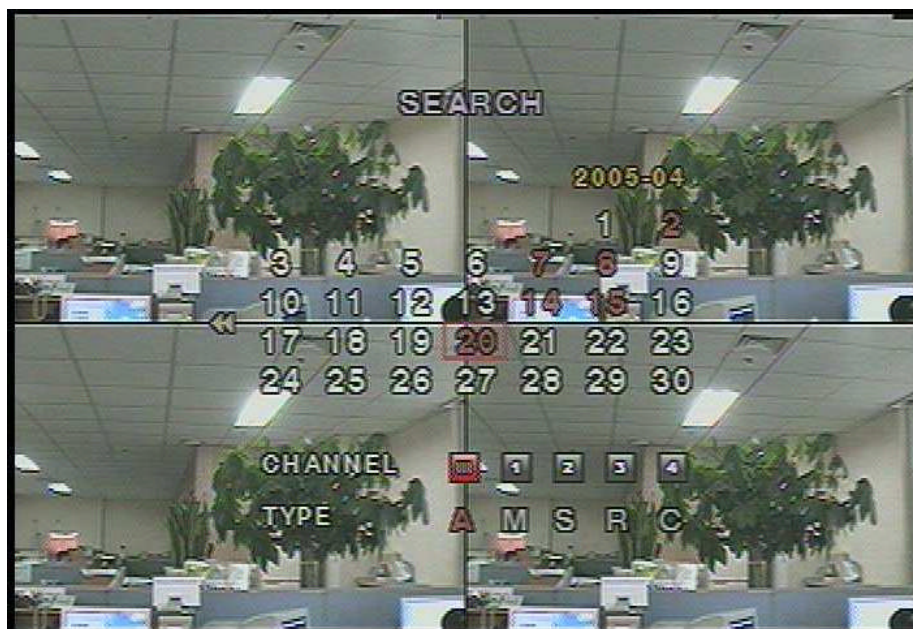 SEARCH
2005-04
1 2
3 4 5 6 7 8 9
10 11 12 13 14 15 16
17 18 19 20 21 22 23
24 25 26 27 28 29 30
CHANNEL 1 2 3 4
TYPE A M S R C